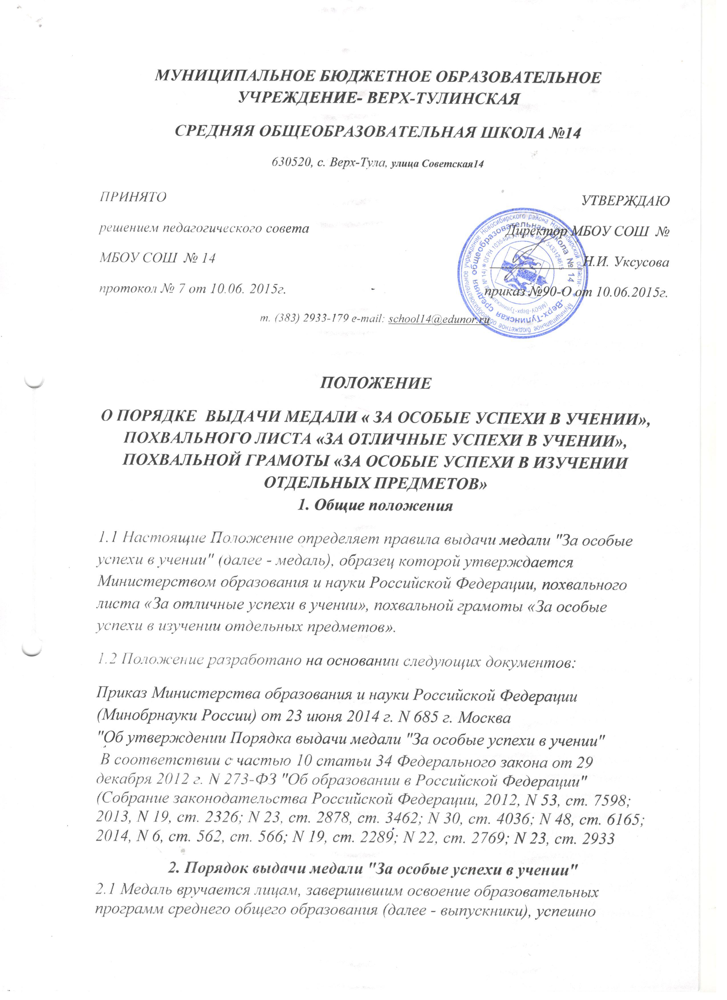 МУНИЦИПАЛЬНОЕ БЮДЖЕТНОЕ ОБРАЗОВАТЕЛЬНОЕ
УЧРЕЖДЕНИЕ- ВЕРХ-ТУЛИНСКАЯ
СРЕДНЯЯ ОБЩЕОБРАЗОВАТЕЛЬНАЯ ШКОЛА №14
630520, с. Верх-Тула, улица Советская14
ПРИНЯТО
УТВЕРЖДАЮ
решением педагогического совета
Директор МБОУ СОШ №
МБОУ СОШ № 14
Н.И. Уксусова
протокол № 7 от 10.06. 2015г.
приказ №90-О от 10.06.2015г.
т. (383) 2933-179 e-mail: school14@edunor.ru
Муниципальное бюджетное общеобразовательное учреждение Новосибирского района Новосибирской области-
-Верх-Тулинская средняя общеобразовательная школа № 14
ПОЛОЖЕНИЕ
О ПОРЯДКЕ ВЫДАЧИ МЕДАЛИ « ЗА ОСОБЫЕ УСПЕХИ В УЧЕНИИ»,
ПОХВАЛЬНОГО ЛИСТА «ЗА ОТЛИЧНЫЕ УСПЕХИ В УЧЕНИИ»,
ПОХВАЛЬНОЙ ГРАМОТЫ «ЗА ОСОБЫЕ УСПЕХИ В ИЗУЧЕНИИ
ОТДЕЛЬНЫХ ПРЕДМЕТОВ»
1. Общие положения
1.1 Настоящие Положение определяет правила выдачи медали "За особые
успехи в учении" (далее - медаль), образец которой утверждается
Министерством образования и науки Российской Федерации, похвального
листа «За отличные успехи в учении», похвальной грамоты «За особые
успехи в изучении отдельных предметов».
1.2 Положение разработано на основании следующих документов:
Приказ Министерства образования и науки Российской Федерации
(Минобрнауки России) от 23 июня 2014 г. N 685 г. Москва
"Об утверждении Порядка выдачи медали "За особые успехи в учении"
В соответствии с частью 10 статьи 34 Федерального закона от 29
декабря 2012 г. N 273-ФЗ "Об образовании в Российской Федерации"
(Собрание законодательства Российской Федерации, 2012, N 53, ст. 7598;
2013, N 19, ст. 2326; N 23, ст. 2878, ст. 3462; N 30, ст. 4036; N 48, ст. 6165;
2014, N 6, ст. 562, ст. 566; N 19, ст. 2289; N 22, ст. 2769; N 23, ст. 2933
2. Порядок выдачи медали "За особые успехи в учении"
2.1 Медаль вручается лицам, завершившим освоение образовательных
программ среднего общего образования (далее - выпускники), успешно